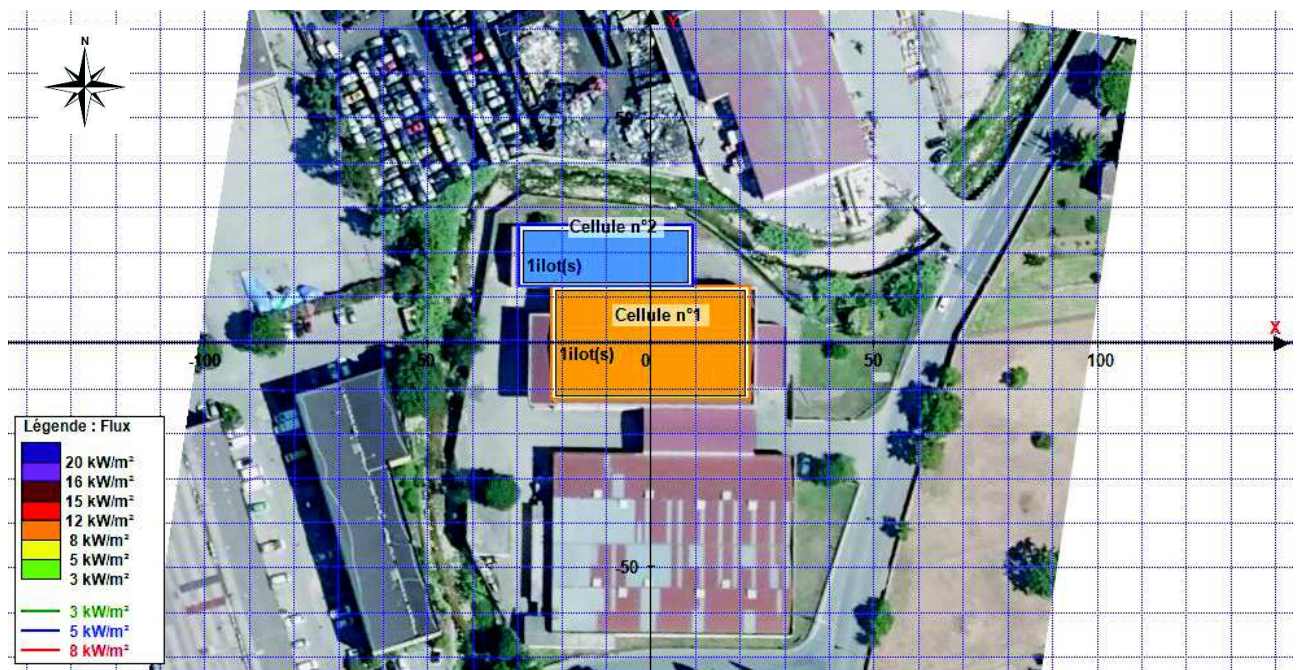 N
Y
50
Cellule n°2
1ilot(s)
Cellule n°1
1ilot(s)
X
-100
50
0
50
100
-50
Légende : Flux
20 kW/m²
16 kW/m²
15 kW/m²
12 kW/m²
8 kW/m²
5 kW/m²
3 kW/m²
3 kW/m²
5 kW/m²
8 kW/m²